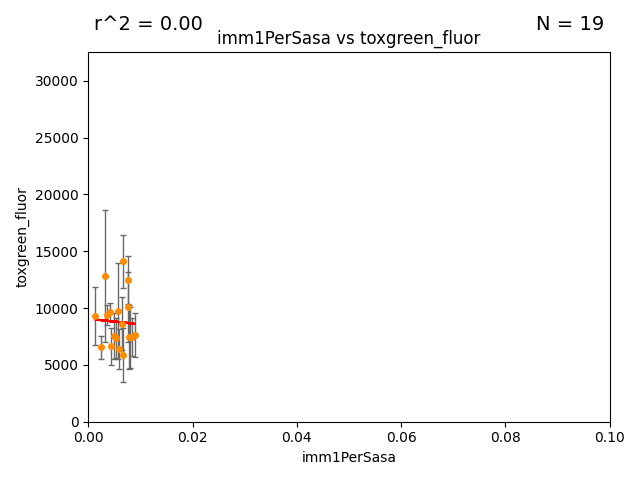 r^2 = 0.00
N = 19
imm1PerSasa vs toxgreen_fluor
30000
25000
20000
15000
10000
5000
0
toxgreen_fluor
0.00
0.02
0.04
0.06
0.08
0.10
imm1PerSasa